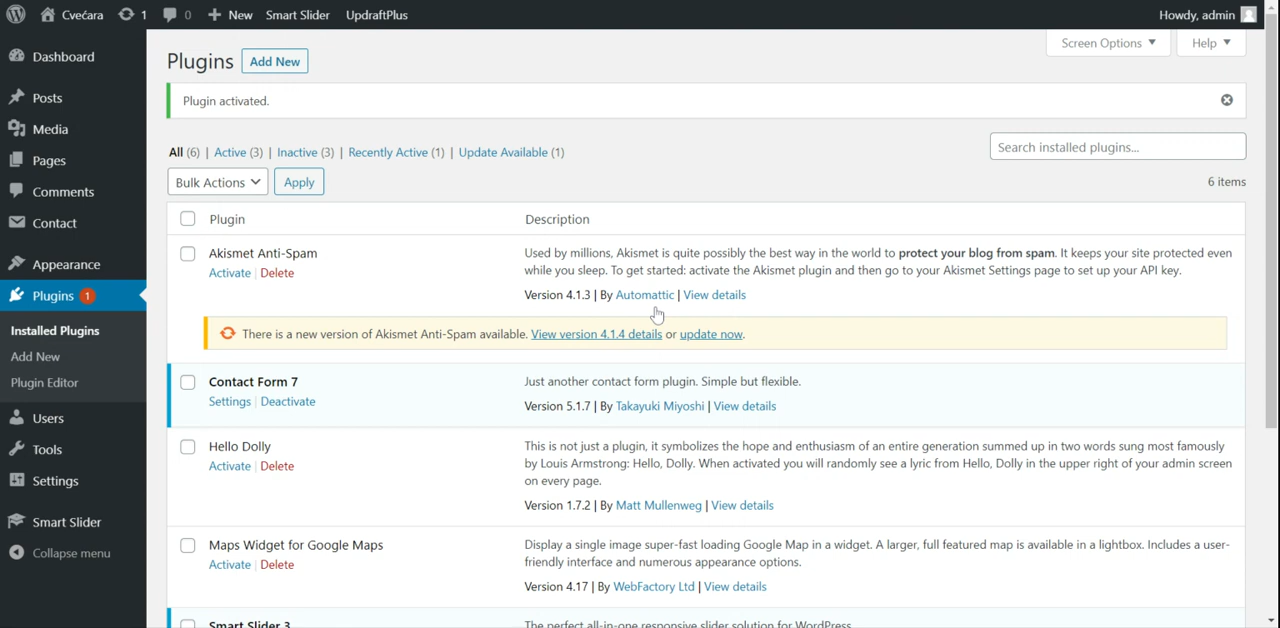 Cvećara 1 0 New Smart Slider UpdraftPlus Howdy, admin
Dashboard
Posts
Media
Pages
Comments
Contact
Appearance
Plugins 1
Installed Plugins
Add New
Plugin Editor
Users
Tools
Settings
Smart Slider
Collapse menu
Screen Options Help
Plugins Add New
Plugin activated.
All (6) | Active (3) | Inactive (3) | Recently Active (1) | Update Available (1)
Search installed plugins...
Bulk Actions Apply
6 items
Plugin Description
Akismet Anti-Spam
Activate | Delete
Used by millions, Akismet is quite possibly the best way in the world to protect your blog from spam. It keeps your site protected even
while you sleep. To get started: activate the Akismet plugin and then go to your Akismet Settings page to set up your API key.
Version 4.1.3 | By Automattic | View details
There is a new version of Akismet Anti-Spam available. View version 4.1.4 details or update now.
Contact Form 7
Settings | Deactivate
Just another contact form plugin. Simple but flexible.
Version 5.1.7 | By Takayuki Miyoshi | View details
Hello Dolly
Activate | Delete
This is not just a plugin, it symbolizes the hope and enthusiasm of an entire generation summed up in two words sung most famously
by Louis Armstrong: Hello, Dolly. When activated you will randomly see a lyric from Hello, Dolly in the upper right of your admin screen
on every page.
Version 1.7.2 | By Matt Mullenweg | View details
Maps Widget for Google Maps
Activate | Delete
Display a single image super-fast loading Google Map in a widget. A larger, full featured map is available in a lightbox. Includes a user-
friendly interface and numerous appearance options.
Version 4.17 | By WebFactory Ltd | View details
Smart Slider 3
The perfect all-in-one responsive slider solution for WordPress.